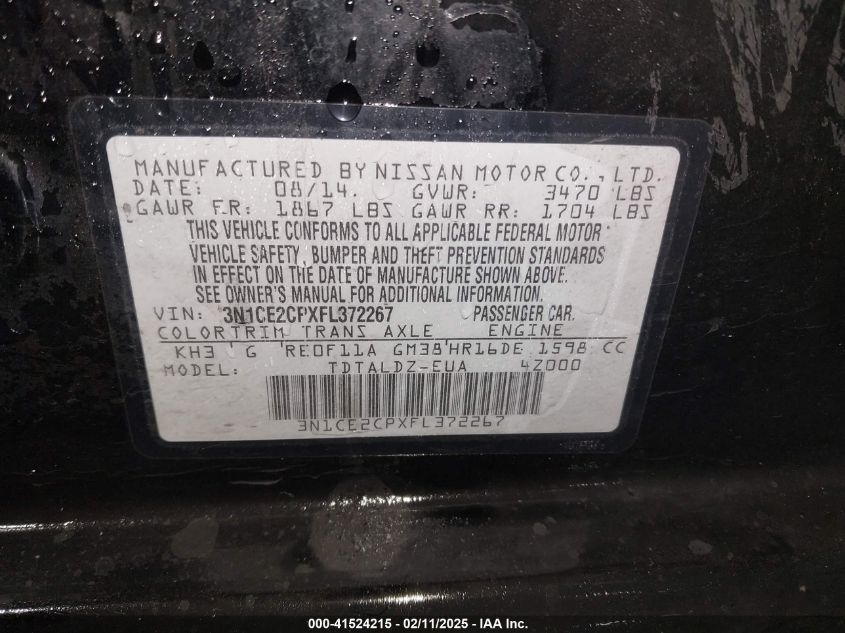 MANUFACTURED BY NISSAN MOTOR CO., LTD.
DATE: 08/14. GVWR: 3470 LBS
GAWR FR: 1867 LBS GAWR RR: 1704 LBS
THIS VEHICLE CONFORMS TO ALL APPLICABLE FEDERAL MOTOR
VEHICLE SAFETY, BUMPER AND THEFT PREVENTION STANDARDS
IN EFFECT ON THE DATE OF MANUFACTURE SHOWN ABOVE.
SEE OWNER'S MANUAL FOR ADDITIONAL INFORMATION.
VIN: 3N1CE2CPXFL372267 PASSENGER CAR.
COLOR TRIM TRANS AXLE ENGINE
KH3 G RE0F11A GM38 HR16DE 1598 CC
MODEL: TDTALDZ-EUA 4Z000
3N1CE2CPXFL372267
000-41524215 - 02/11/2025 - IAA Inc.